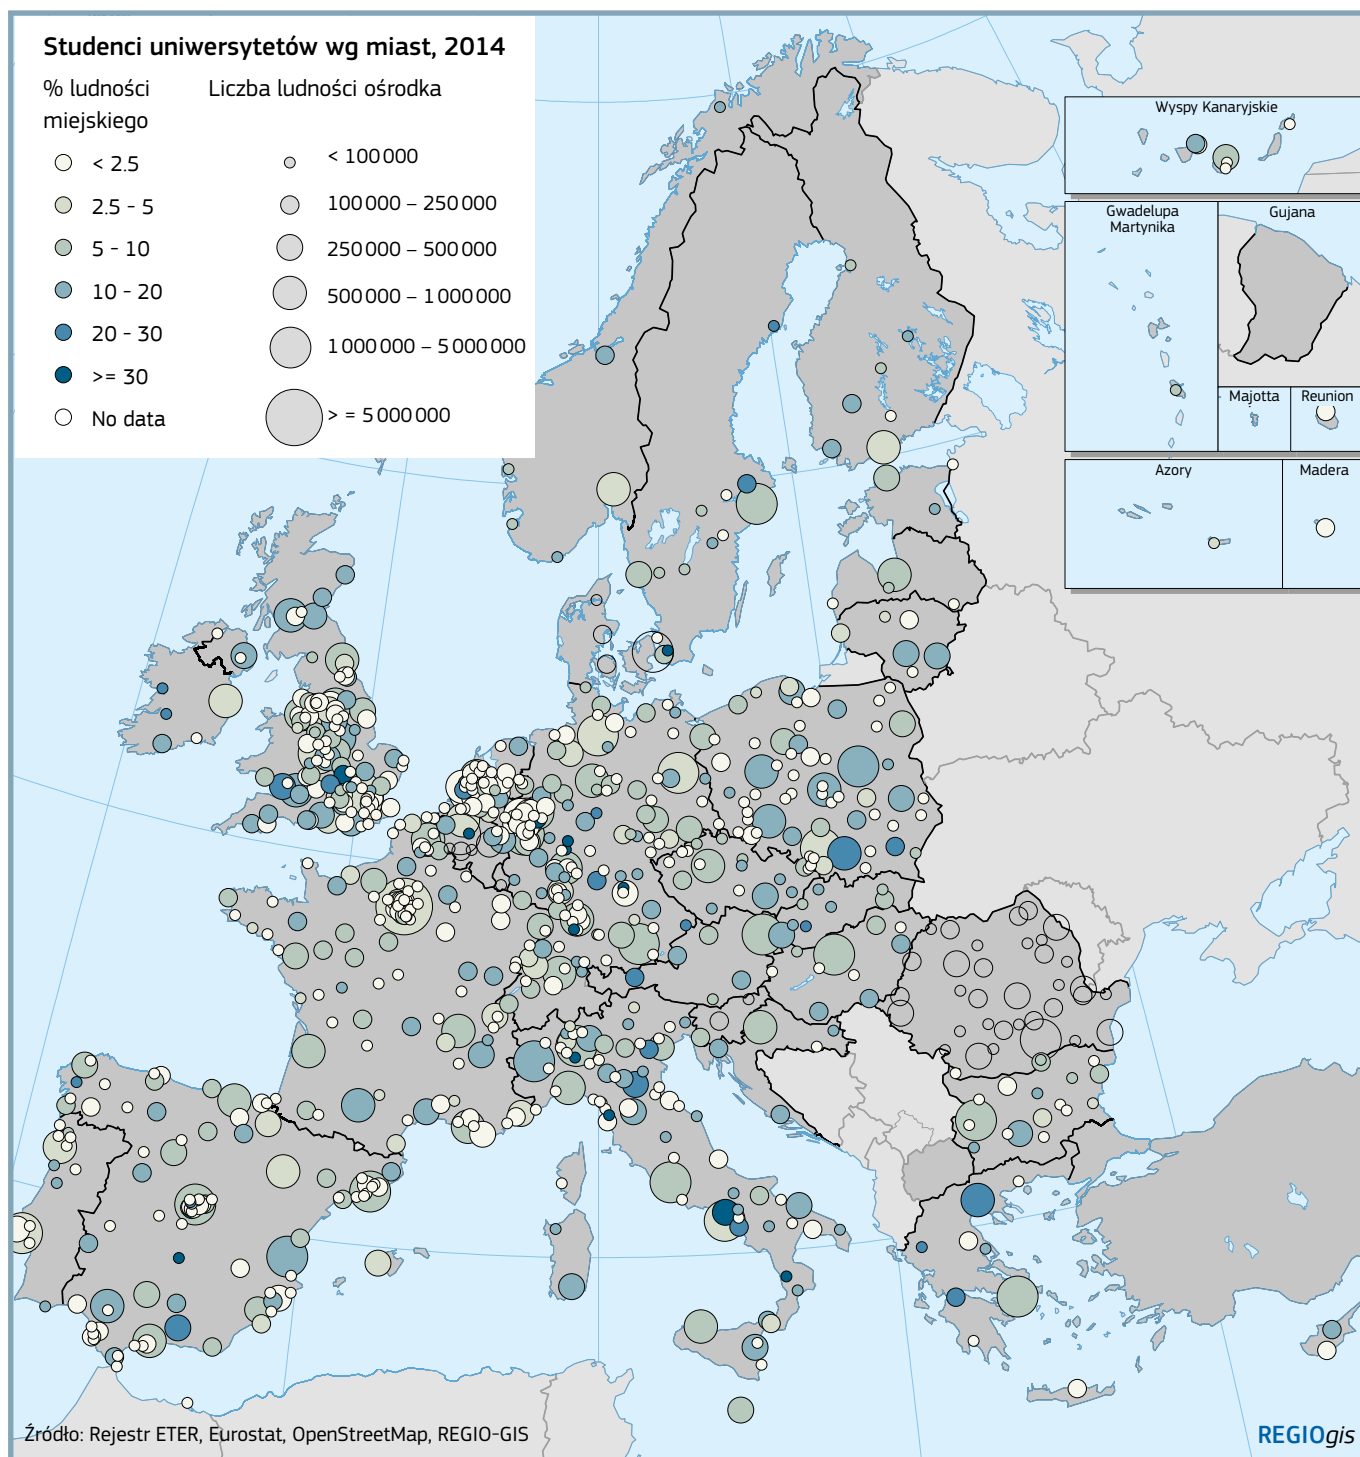 Studenci uniwersytetów wg miast, 2014
% ludności
miejskiego
Liczba ludności ośrodka
< 2.5
2.5 - 5
5 - 10
10 - 20
20 - 30
>= 30
No data
< 100 000
100 000 – 250 000
250 000 – 500 000
500 000 – 1 000 000
1 000 000 – 5 000 000
> = 5 000 000
Wyspy Kanaryjskie
Gwadelupa
Martynika
Gujana
Majotta
Reunion
Azory
Madera
Źródło: Rejestr ETER, Eurostat, OpenStreetMap, REGIO-GIS
REGIOgis